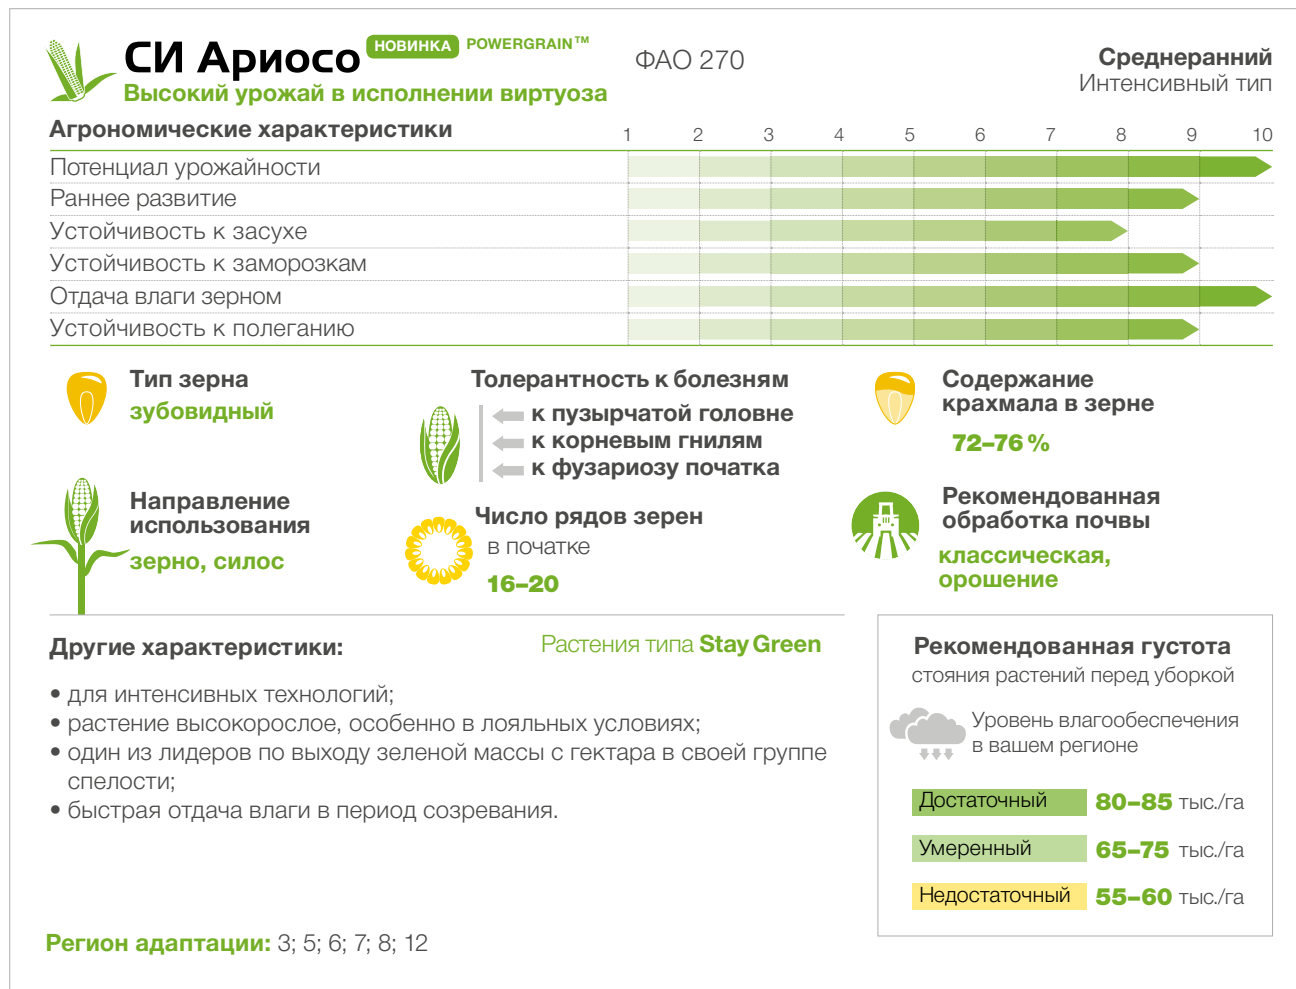 СИ Ариосо НОВИНКА POWERGRAIN™
ФАО 270
Среднеранний
Интенсивный тип
Высокий урожай в исполнении виртуоза
Агрономические характеристики 1 2 3 4 5 6 7 8 9 10
Потенциал урожайности
Раннее развитие
Устойчивость к засухе
Устойчивость к заморозкам
Отдача влаги зерном
Устойчивость к полеганию
Тип зерна
зубовидный
Толерантность к болезням
к пузырчатой головне
к корневым гнилям
к фузариозу початка
Содержание
крахмала в зерне
72–76 %
Направление
использования
зерно, силос
Число рядов зерен
в початке
16–20
Рекомендованная
обработка почвы
классическая,
орошение
Другие характеристики:
Растения типа Stay Green
• для интенсивных технологий;
• растение высокорослое, особенно в лояльных условиях;
• один из лидеров по выходу зеленой массы с гектара в своей группе
спелости;
• быстрая отдача влаги в период созревания.
Рекомендованная густота
стояния растений перед уборкой
Уровень влагообеспечения
в вашем регионе
Достаточный 80–85 тыс./га
Умеренный 65–75 тыс./га
Недостаточный 55–60 тыс./га
Регион адаптации: 3; 5; 6; 7; 8; 12